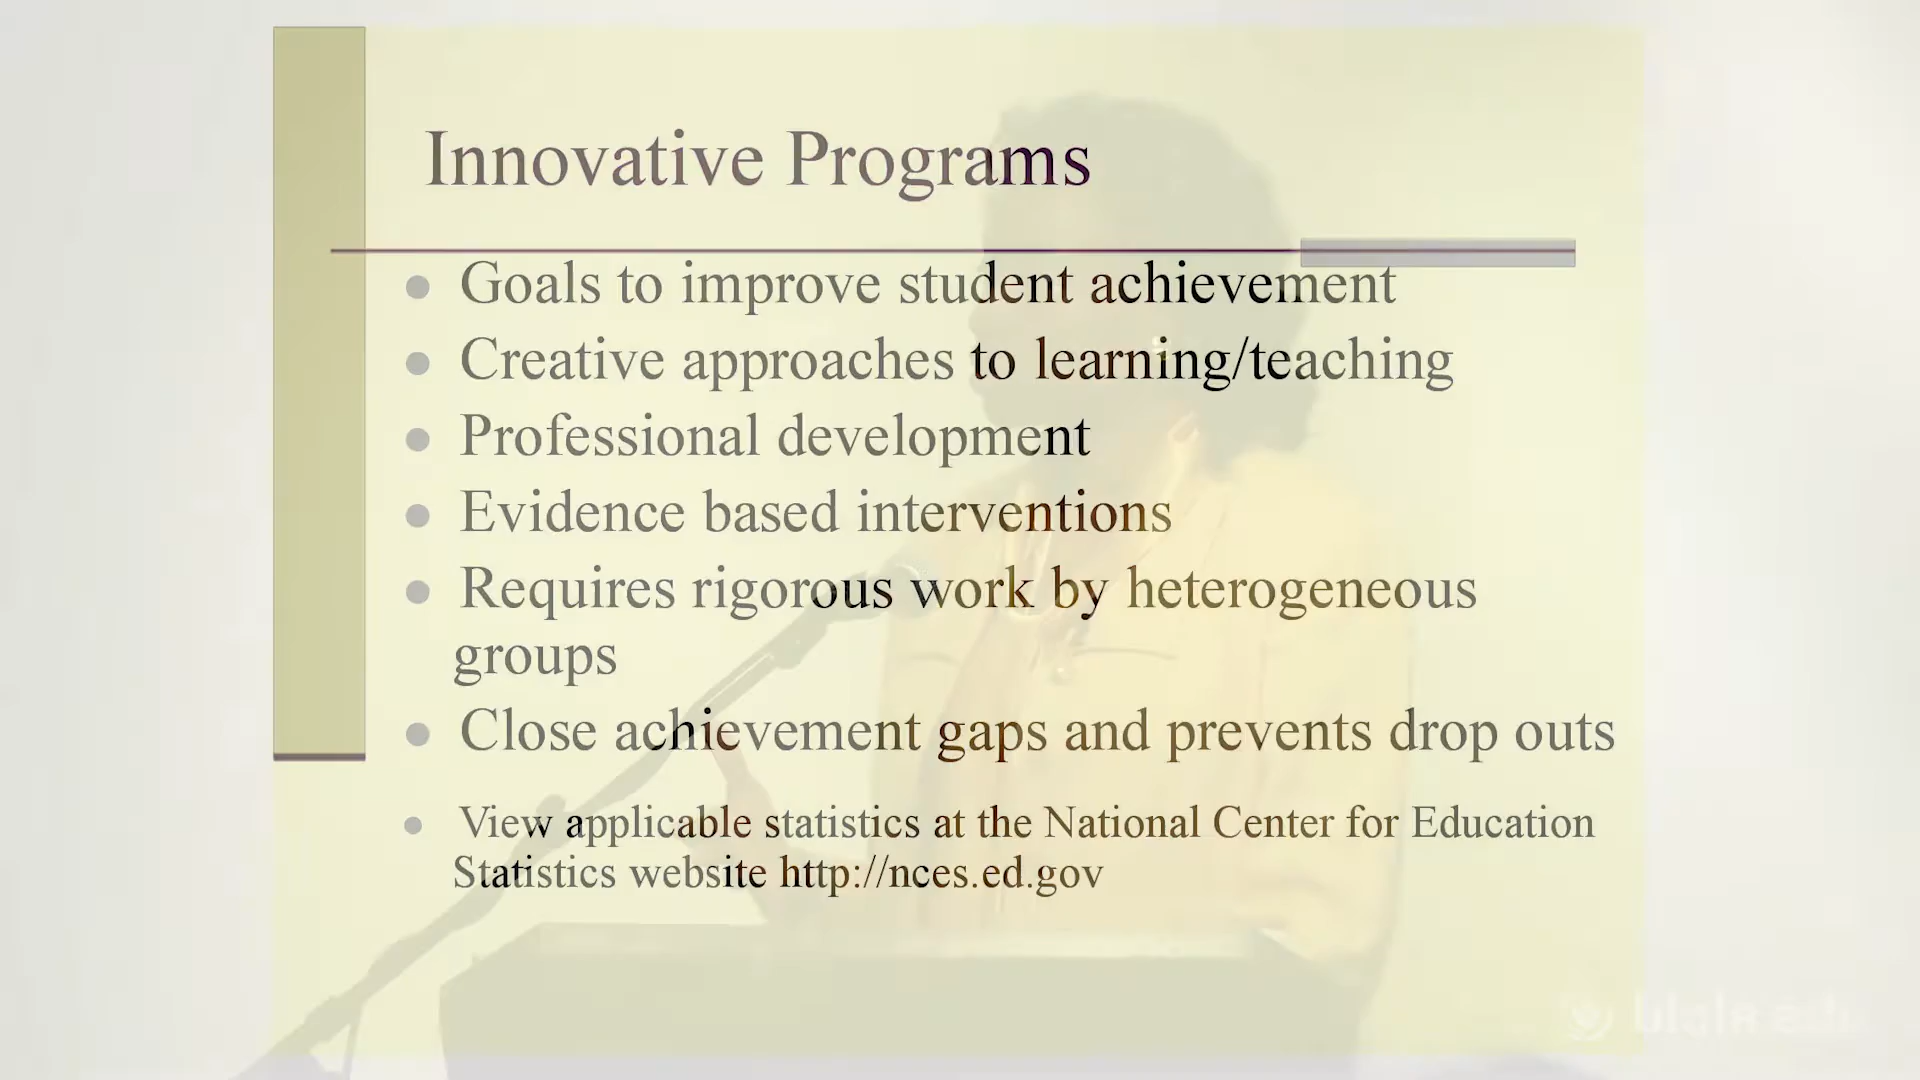 Innovative Programs
Goals to improve student achievement
Creative approaches to learning/teaching
Professional development
Evidence based interventions
Requires rigorous work by heterogeneous
groups
Close achievement gaps and prevents drop outs
View applicable statistics at the National Center for Education
Statistics website http://nces.ed.gov